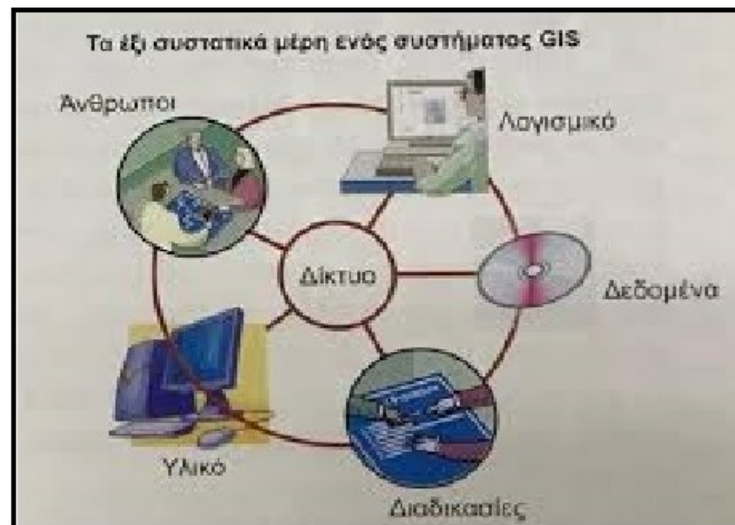 Τα έξι συστατικά μέρη ενός συστήματος GIS
Άνθρωποι
Λογισμικό
Δίκτυο
Δεδομένα
Υλικό
Διαδικασίες